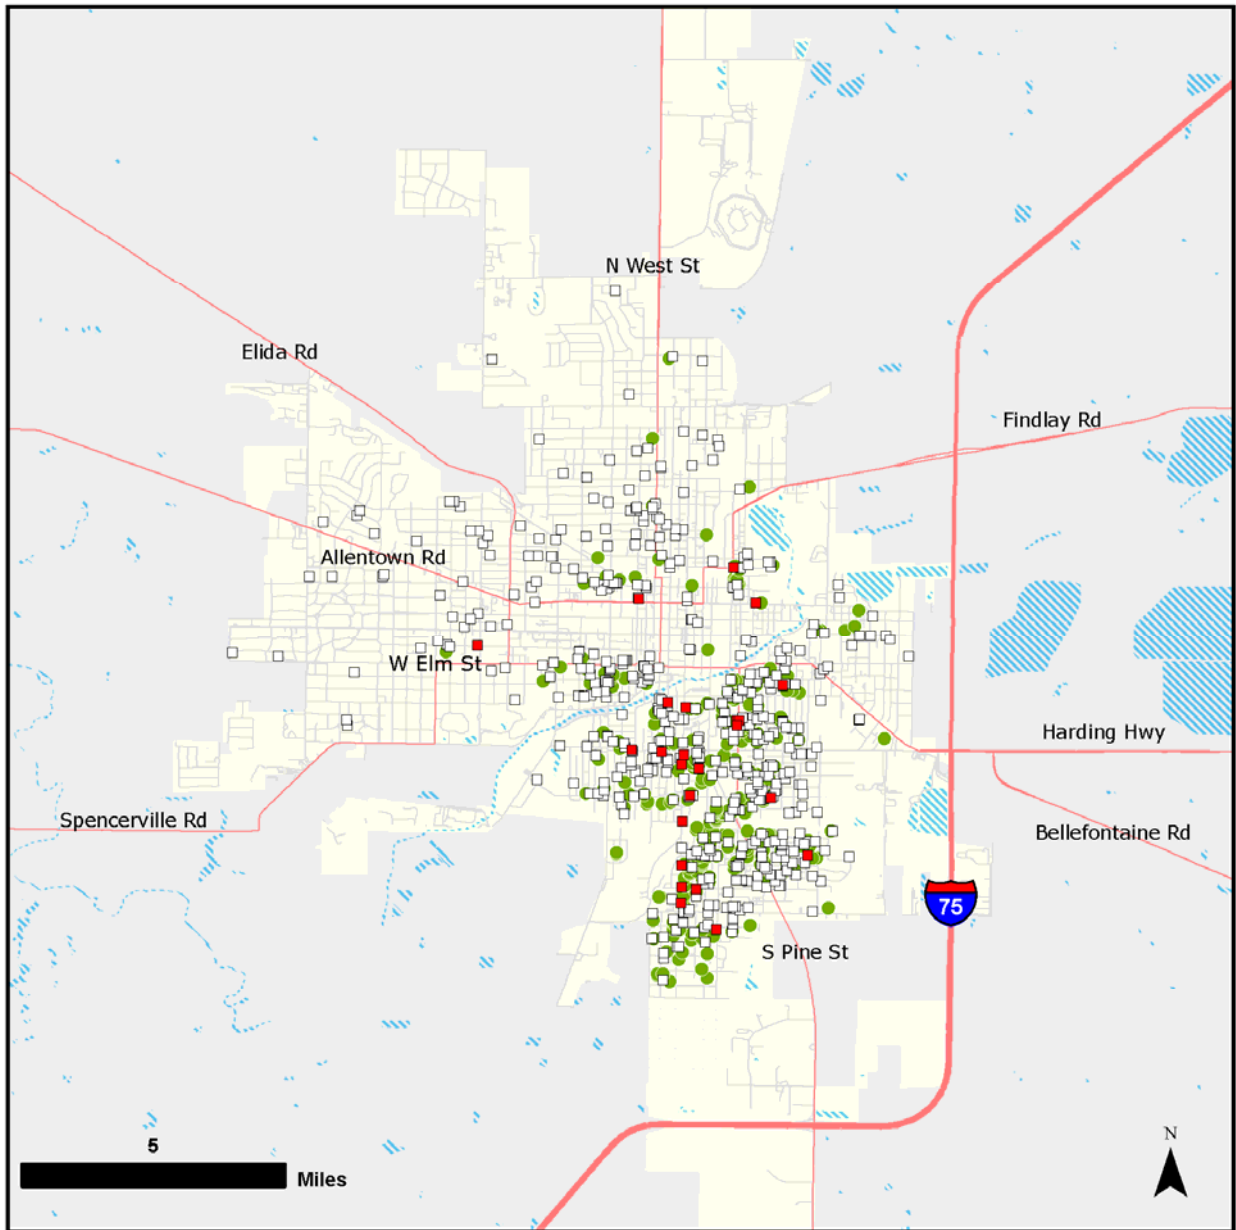 N West St
Elida Rd
Findlay Rd
Allentown Rd
W Elm St
Harding Hwy
Spencerville Rd
Bellefontaine Rd
75
S Pine St
5
Miles
N